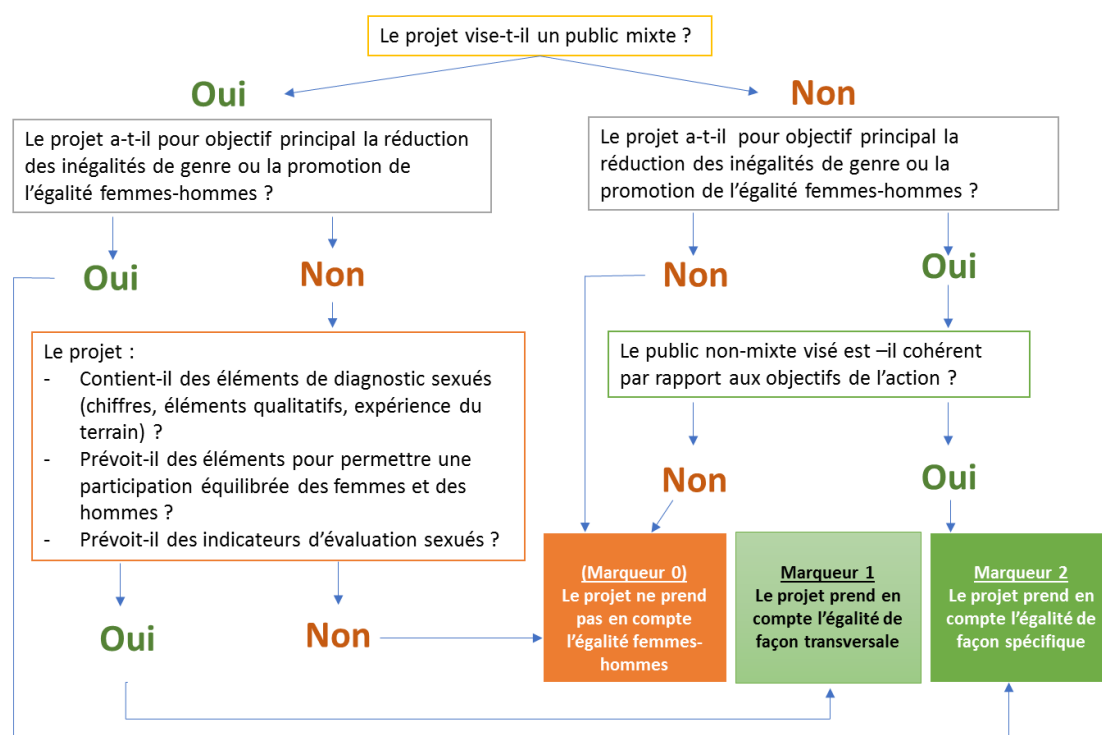 Le projet vise-t-il un public mixte ?
Oui
Non
Le projet a-t-il pour objectif principal la réduction
des inégalités de genre ou la promotion de
l’égalité femmes-hommes ?
Le projet a-t-il  pour objectif principal la
réduction des inégalités de genre ou la
promotion de l’égalité femmes-hommes ?
Oui
Non
Non
Oui
Le projet :
- Contient-il des éléments de diagnostic sexués
(chiffres, éléments qualitatifs, expérience du
terrain) ?
- Prévoit-il des éléments pour permettre une
participation équilibrée des femmes et des
hommes ?
- Prévoit-il des indicateurs d’évaluation sexués ?
Le public non-mixte visé est –il cohérent
par rapport aux objectifs de l’action ?
Non
Oui
Oui
Non
(Marqueur 0)
Le projet ne prend
pas en compte
l’égalité femmes-
hommes
Marqueur 1
Le projet prend en
compte l’égalité de
façon transversale
Marqueur 2
Le projet prend en
compte l’égalité de
façon spécifique